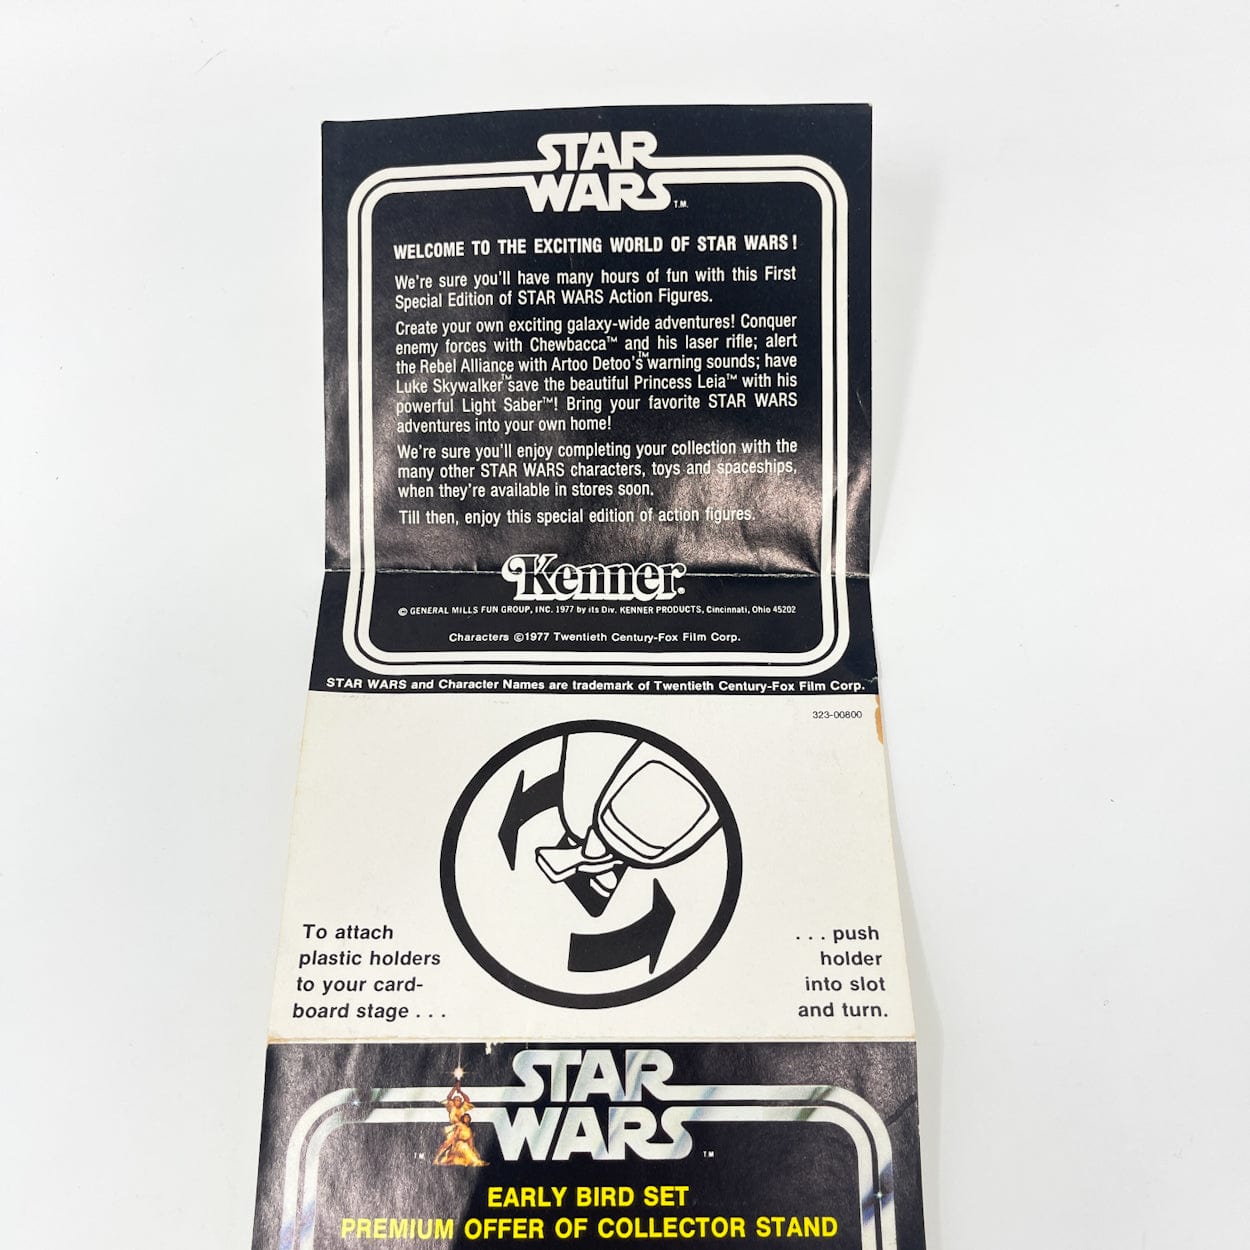 STAR
WARS T.M.
WELCOME TO THE EXCITING WORLD OF STAR WARS!
We're sure you'll have many hours of fun with this First
Special Edition of STAR WARS Action Figures.
Create your own exciting galaxy-wide adventures! Conquer
enemy forces with Chewbacca™ and his laser rifle; alert
the Rebel Alliance with Artoo Detoo's™ warning sounds; have
Luke Skywalker™ save the beautiful Princess Leia™ with his
powerful Light Saber™! Bring your favorite STAR WARS
adventures into your own home!
We're sure you'll enjoy completing your collection with the
many other STAR WARS characters, toys and spaceships,
when they're available in stores soon.
Till then, enjoy this special edition of action figures.
Kenner®
© GENERAL MILLS FUN GROUP, INC. 1977 by its Div. KENNER PRODUCTS, Cincinnati, Ohio 45202
Characters ©1977 Twentieth Century-Fox Film Corp.
STAR WARS and Character Names are trademark of Twentieth Century-Fox Film Corp.
323-00800
To attach
plastic holders
to your card-
board stage . . .
. . . push
holder
into slot
and turn.
STAR
™ WARS ™
EARLY BIRD SET
PREMIUM OFFER OF COLLECTOR STAND